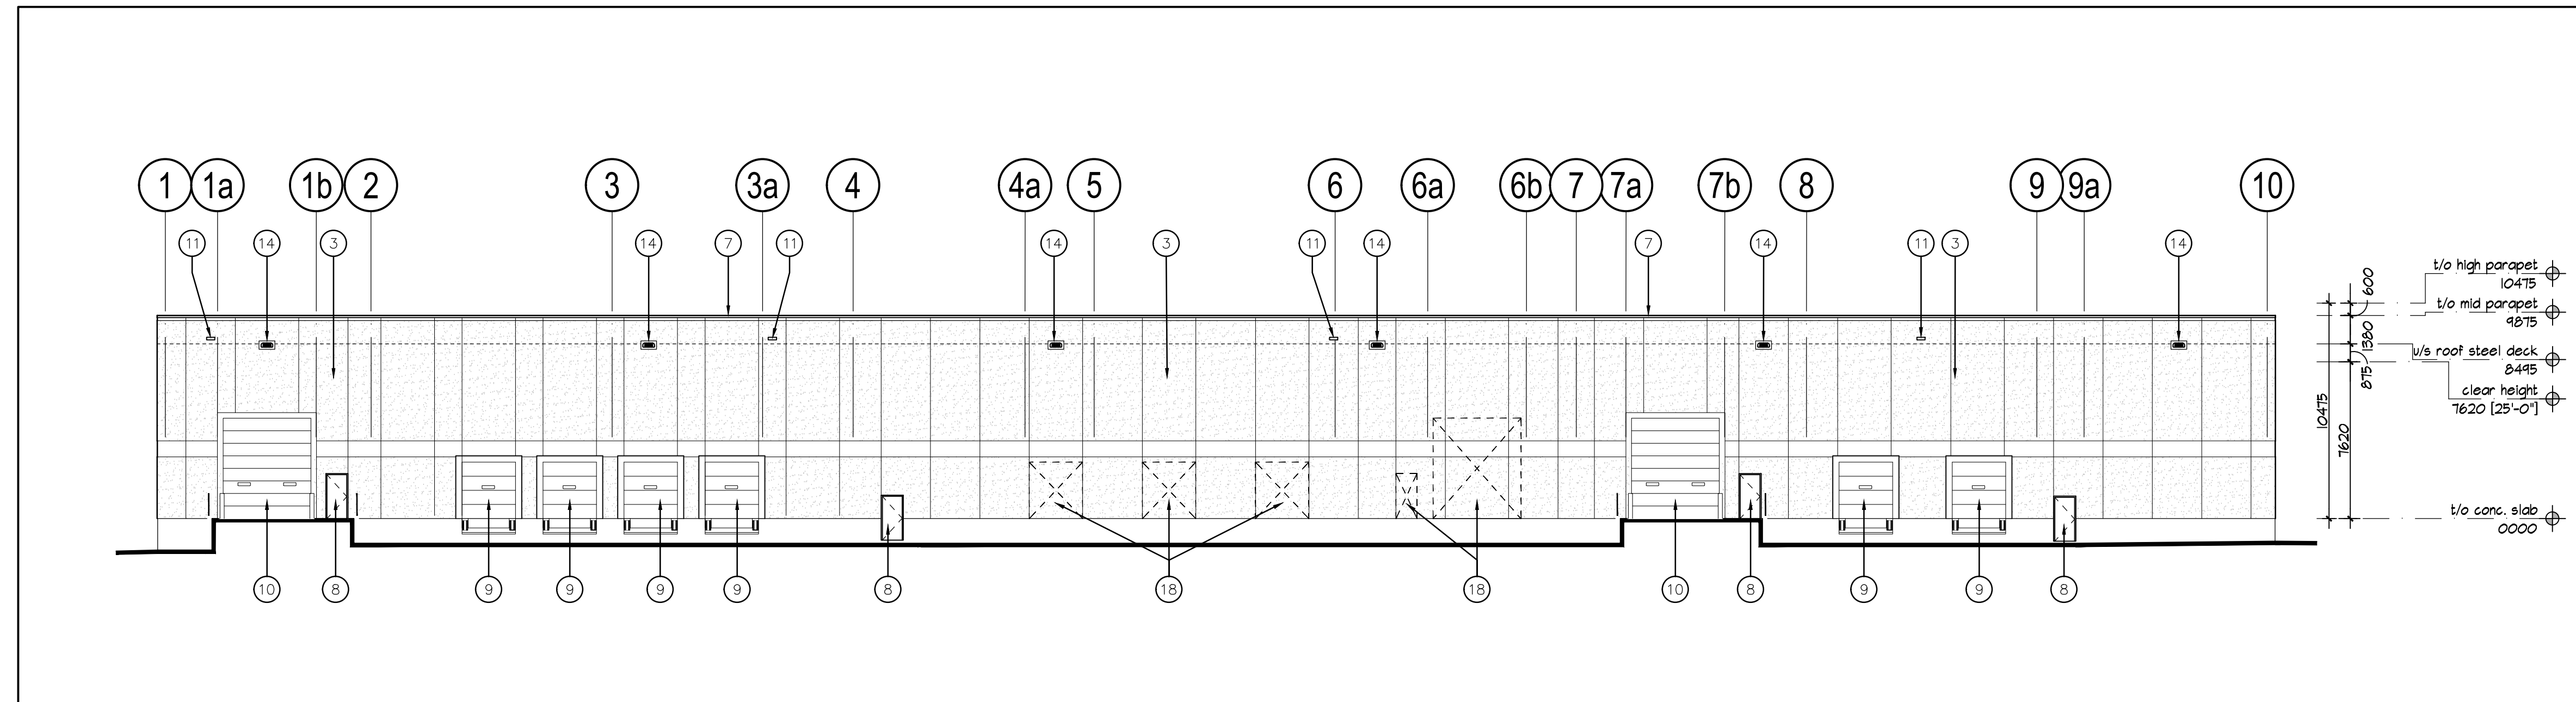 1 1a 1b 2 3 3a 4 4a 5 6 6a 6b 7 7a 7b 8 9 9a 10
11 14 3 14 7 11 14 3 11 14 7 14 11 3 14
t/o high parapet
10475
600
t/o mid parapet
9875
1380
u/s roof steel deck
8495
875
clear height
7620 [25'-0"]
10475
7620
t/o conc. slab
0000
10 8 9 9 9 9 8 18 18 10 8 9 9 8